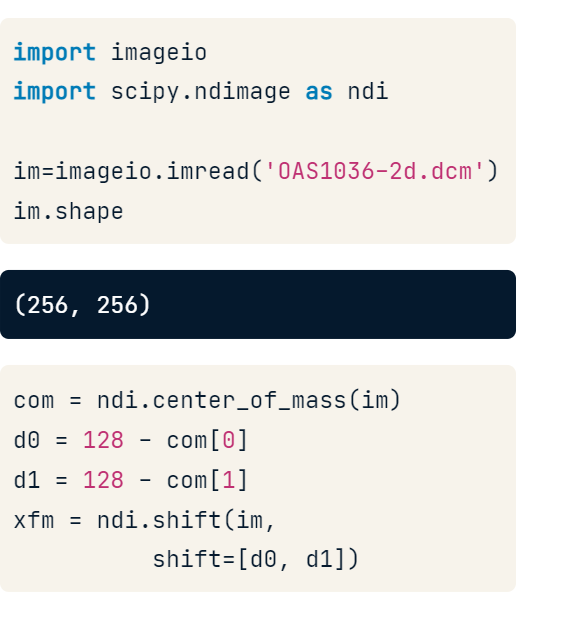 import imageio
import scipy.ndimage as ndi
im=imageio.imread('OAS1036-2d.dcm')
im.shape
(256, 256)
com = ndi.center_of_mass(im)
d0 = 128 - com[0]
d1 = 128 - com[1]
xfm = ndi.shift(im,
shift=[d0, d1])